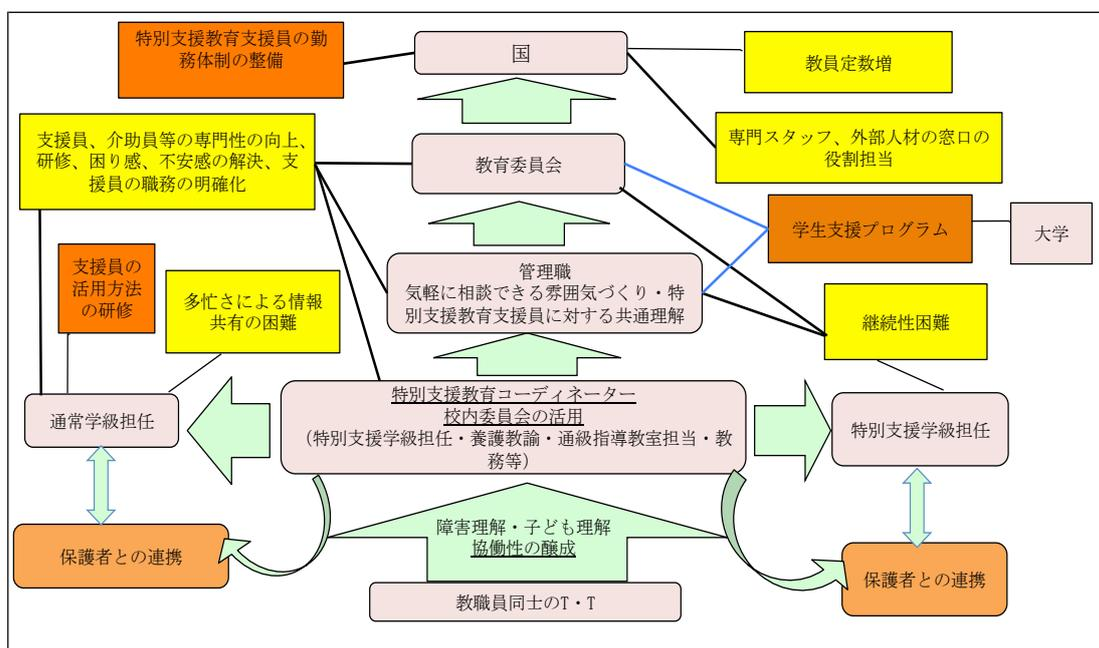 特別支援教育支援員の勤
務体制の整備
国
教員定数増
支援員、介助員等の専門性の向上、
研修、困り感、不安感の解決、支
援員の職務の明確化
教育委員会
専門スタッフ、外部人材の窓口の
役割担当
学生支援プログラム
大学
支援員の
活用方法
の研修
多忙さによる情報
共有の困難
管理職
気軽に相談できる雰囲気づくり・特
別支援教育支援員に対する共通理解
継続性困難
通常学級担任
特別支援教育コーディネーター
校内委員会の活用
（特別支援学級担任・養護教諭・通級指導教室担当・教
務等）
特別支援学級担任
障害理解・子ども理解
協働性の醸成
保護者との連携
保護者との連携
教職員同士のT・T